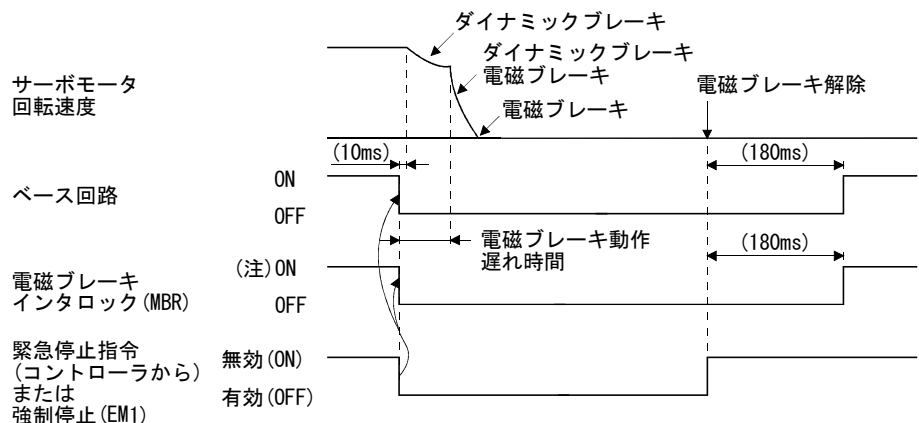 ダイナミックブレーキ
ダイナミックブレーキ
電磁ブレーキ
電磁ブレーキ
電磁ブレーキ解除
サーボモータ
回転速度
(10ms)
(180ms)
ベース回路
ON
OFF
電磁ブレーキ動作
遅れ時間
(180ms)
電磁ブレーキ
インタロック(MBR)
(注)ON
OFF
緊急停止指令
(コントローラから)
または
強制停止(EM1)
無効(ON)
有効(OFF)